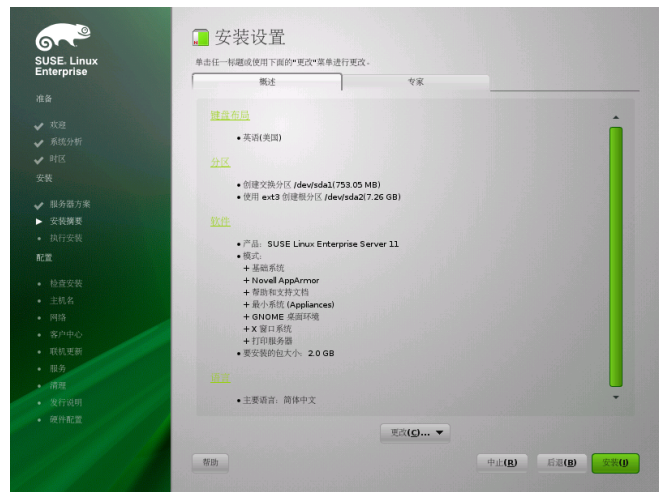 SUSE. Linux
Enterprise
准备
欢迎
系统分析
时区
安装
服务器方案
安装摘要
执行安装
配置
检查安装
主机名
网络
客户中心
联机更新
服务
清理
发行说明
硬件配置
安装设置
单击任一标题或使用下面的"更改"菜单进行更改。
概述
专家
键盘布局
• 英语(美国)
分区
• 创建交换分区 /dev/sda1(753.05 MB)
• 使用 ext3 创建根分区 /dev/sda2(7.26 GB)
软件
• 产品: SUSE Linux Enterprise Server 11
• 模式:
+ 基础系统
+ Novell AppArmor
+ 帮助和支持文档
+ 最小系统 (Appliances)
+ GNOME 桌面环境
+ X 窗口系统
+ 打印服务器
• 要安装的包大小: 2.0 GB
语言
• 主要语言: 简体中文
更改(C)...
帮助
中止(R)
后退(B)
安装(I)